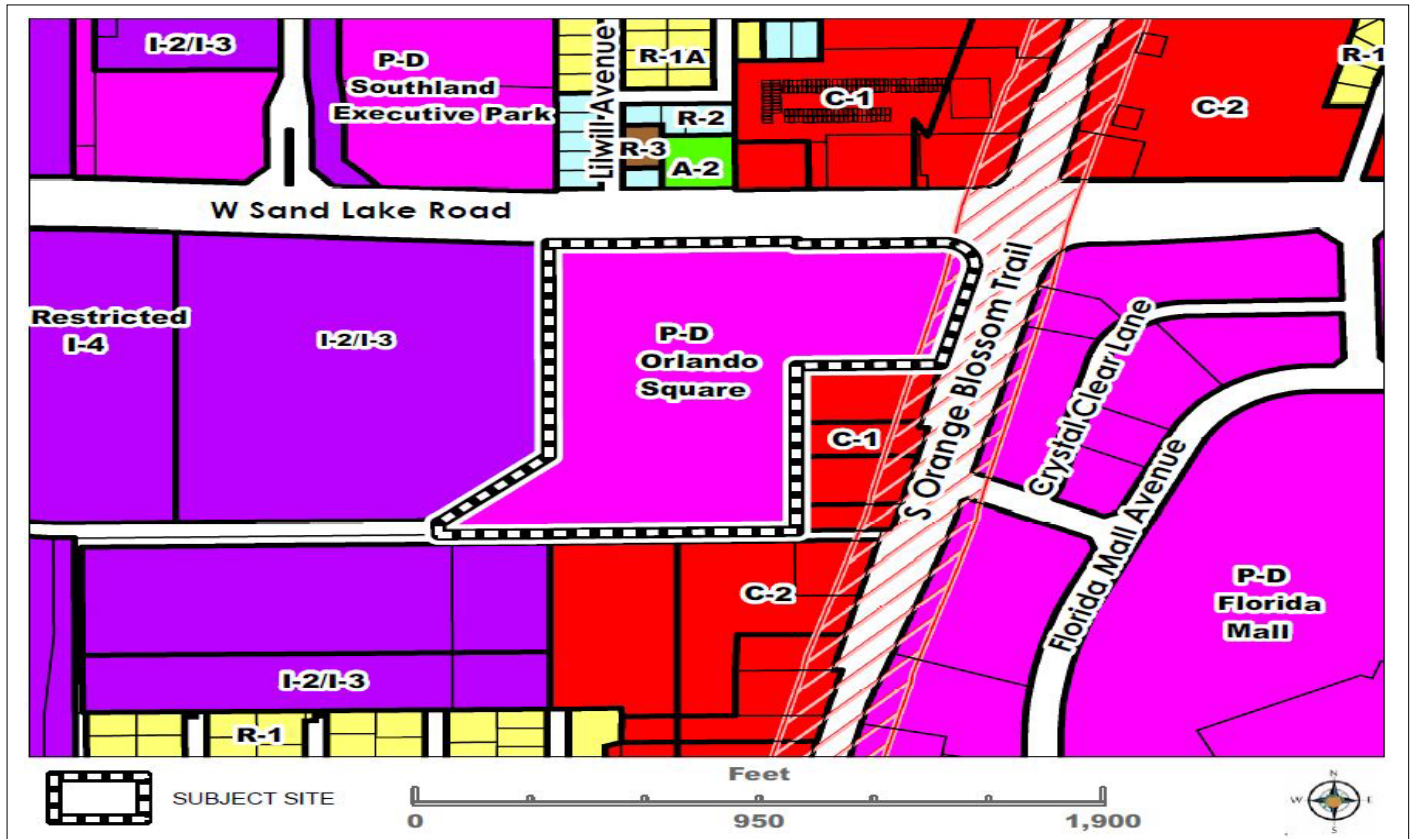 I-2/I-3
P-D
Southland
Executive Park
Lilwill Avenue
R-1A
R-2
R-3
A-2
C-1
C-2
R-1
W Sand Lake Road
Restricted
I-4
I-2/I-3
P-D
Orlando
Square
C-1
S Orange Blossom Trail
Crystal Clear Lane
Florida Mall Avenue
P-D
Florida
Mall
C-2
I-2/I-3
R-1
SUBJECT SITE
Feet
0
950
1,900
N
W
E
S